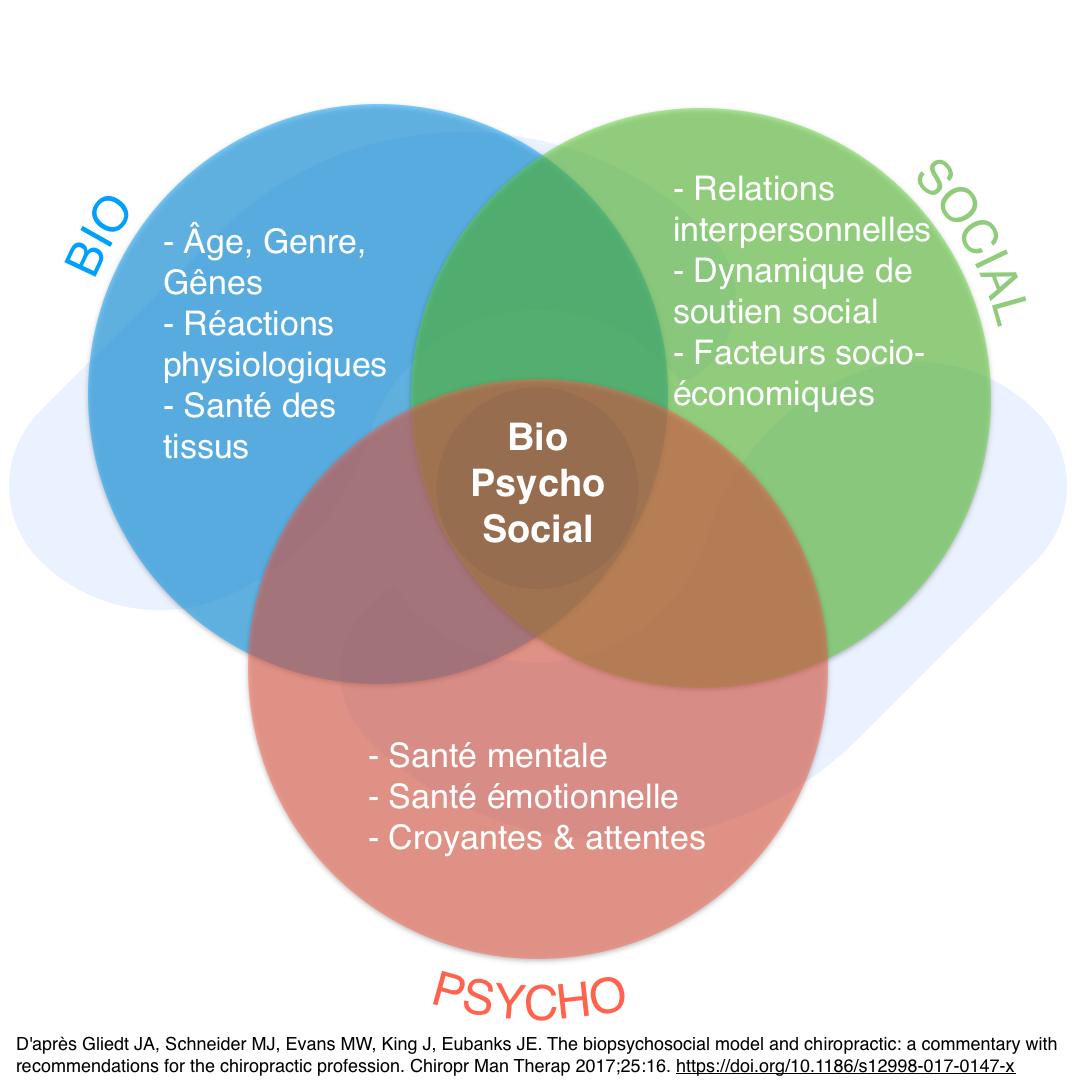 BIO
- Âge, Genre,
Gênes
- Réactions
physiologiques
- Santé des
tissus
SOCIAL
- Relations
interpersonnelles
- Dynamique de
soutien social
- Facteurs socio-
économiques
Bio
Psycho
Social
- Santé mentale
- Santé émotionnelle
- Croyantes & attentes
PSYCHO
D'après Gliedt JA, Schneider MJ, Evans MW, King J, Eubanks JE. The biopsychosocial model and chiropractic: a commentary with
recommendations for the chiropractic profession. Chiropr Man Therap 2017;25:16. https://doi.org/10.1186/s12998-017-0147-x